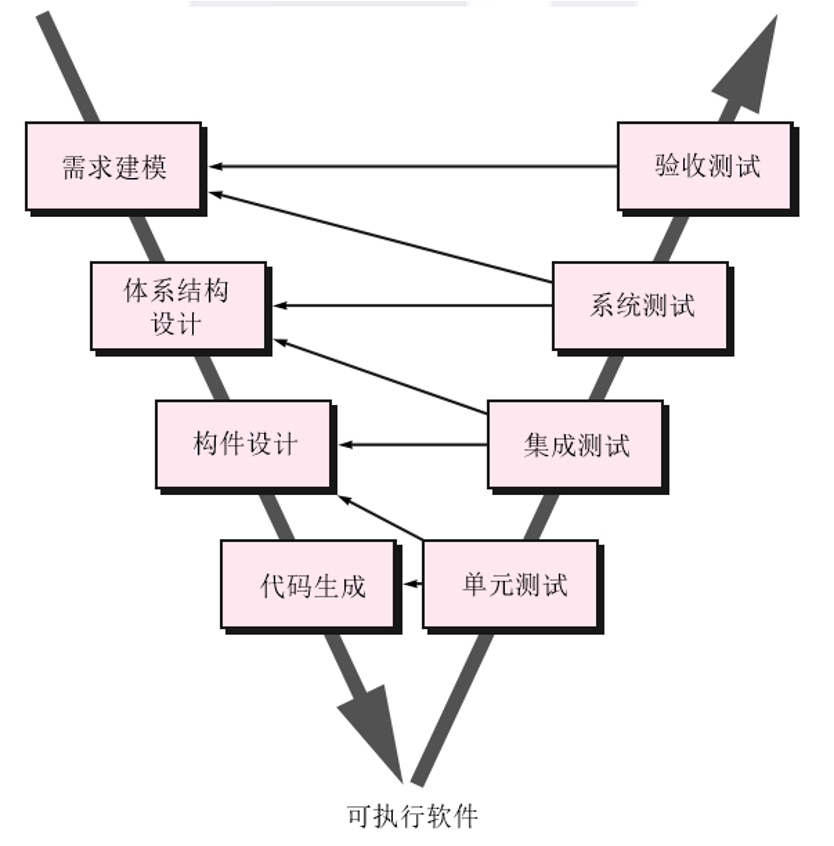 需求建模
验收测试
体系结构
设计
系统测试
构件设计
集成测试
代码生成
单元测试
可执行软件